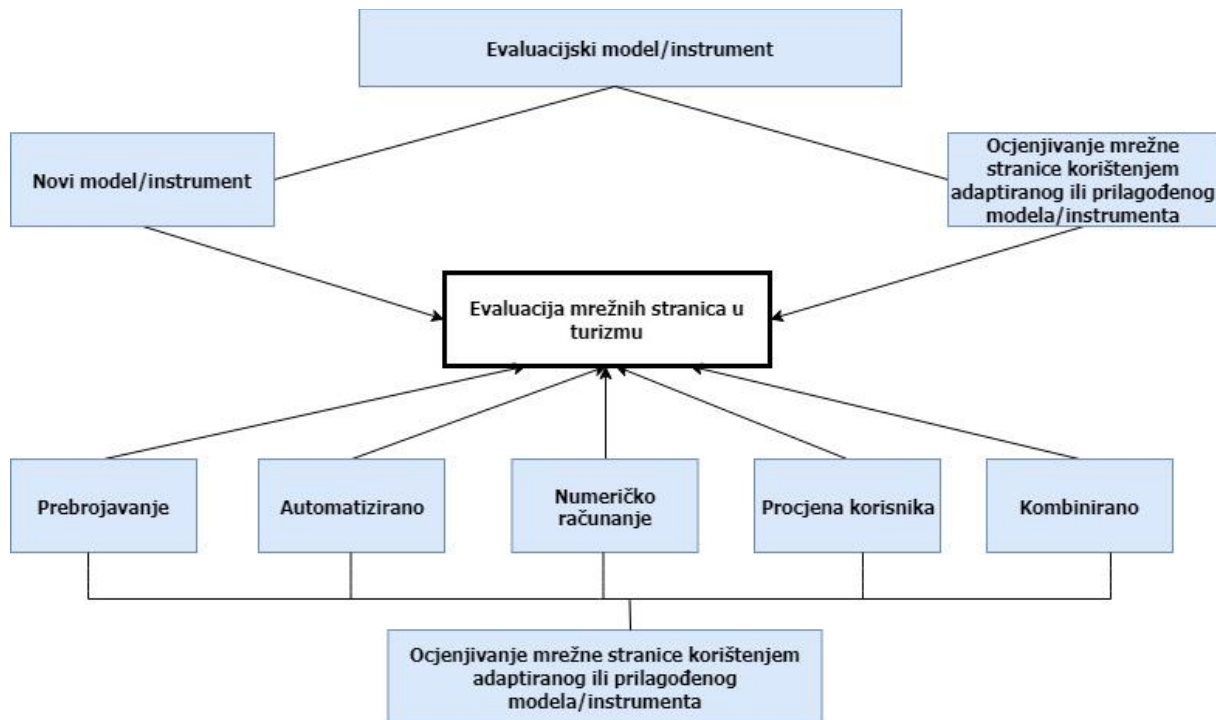 Evaluacijski model/instrument
Novi model/instrument
Ocjenjivanje mrežne
stranice korištenjem
adaptiranog ili prilagođenog
modela/instrumenta
Evaluacija mrežnih stranica u
turizmu
Prebrojavanje
Automatizirano
Numeričko
računanje
Procjena korisnika
Kombinirano
Ocjenjivanje mrežne stranice korištenjem
adaptiranog ili prilagođenog
modela/instrumenta